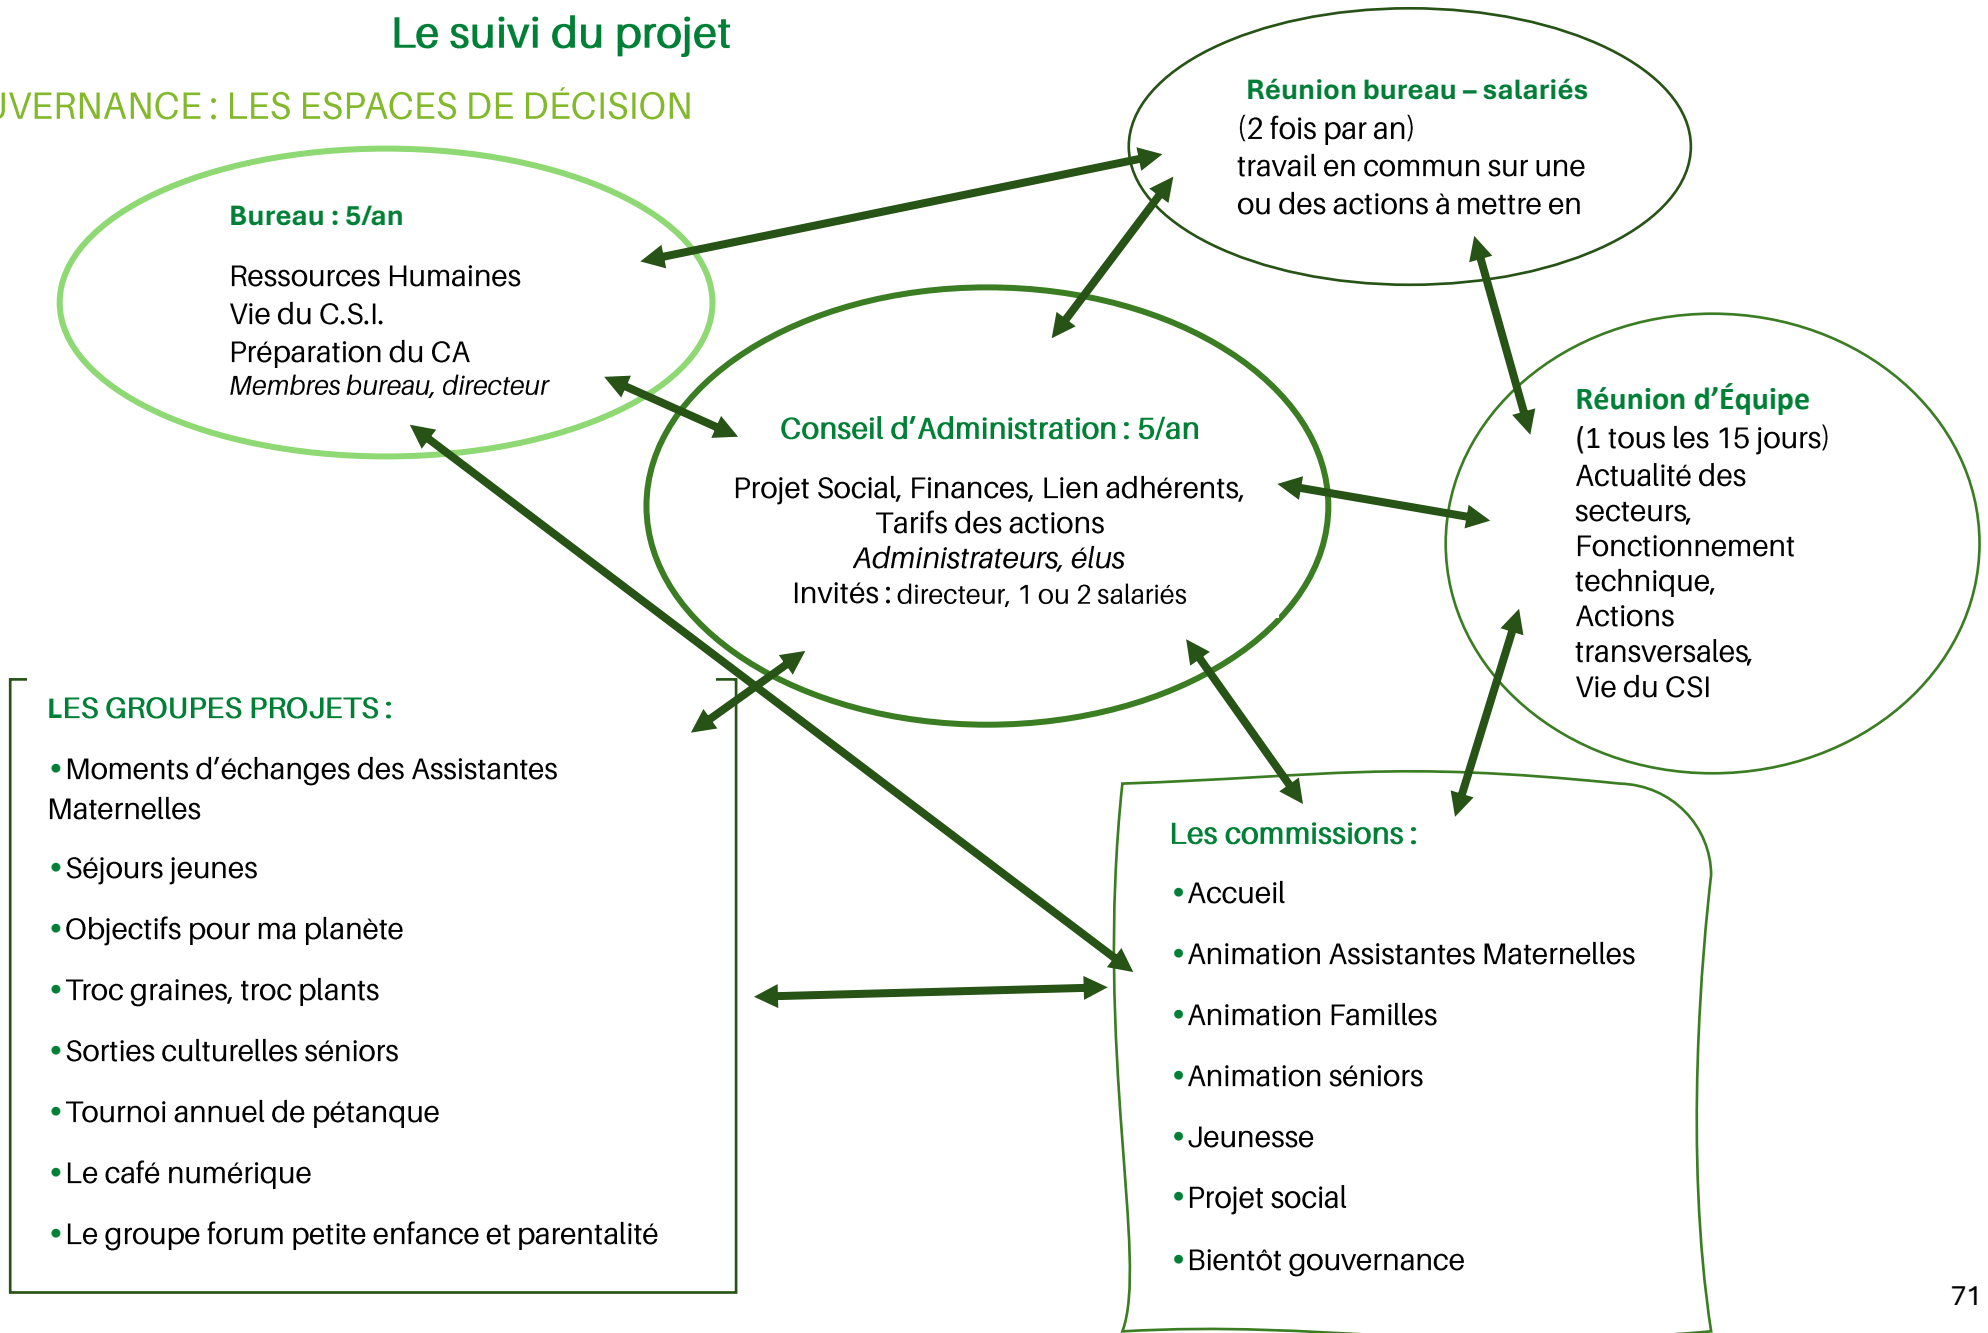 Le suivi du projet
UVERNANCE : LES ESPACES DE DÉCISION
Réunion bureau – salariés
(2 fois par an)
travail en commun sur une
ou des actions à mettre en
Bureau : 5/an
Ressources Humaines
Vie du C.S.I.
Préparation du CA
Membres bureau, directeur
Conseil d’Administration : 5/an
Projet Social, Finances, Lien adhérents,
Tarifs des actions
Administrateurs, élus
Invités : directeur, 1 ou 2 salariés
Réunion d’Équipe
(1 tous les 15 jours)
Actualité des
secteurs,
Fonctionnement
technique,
Actions
transversales,
Vie du CSI
LES GROUPES PROJETS :
•Moments d’échanges des Assistantes
Maternelles
•Séjours jeunes
•Objectifs pour ma planète
•Troc graines, troc plants
•Sorties culturelles séniors
•Tournoi annuel de pétanque
•Le café numérique
•Le groupe forum petite enfance et parentalité
Les commissions :
•Accueil
•Animation Assistantes Maternelles
•Animation Familles
•Animation séniors
•Jeunesse
•Projet social
•Bientôt gouvernance
71